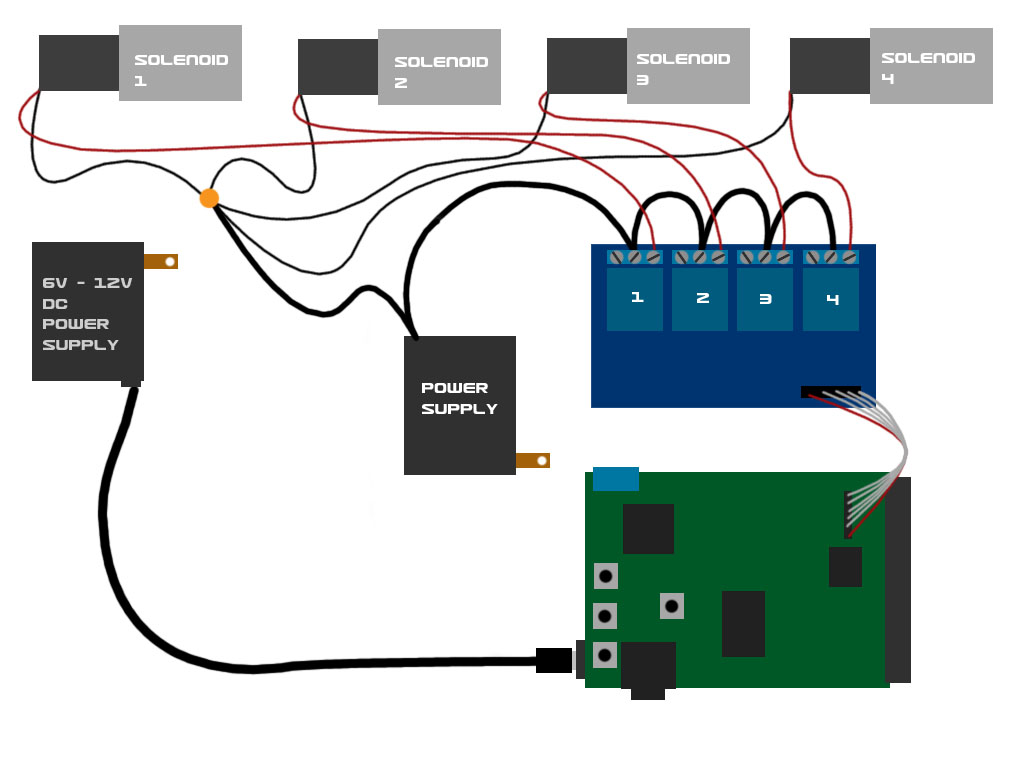 SOLENOID
1
SOLENOID
2
SOLENOID
3
SOLENOID
4
6V - 12V
DC
POWER
SUPPLY
1
2
3
4
POWER
SUPPLY